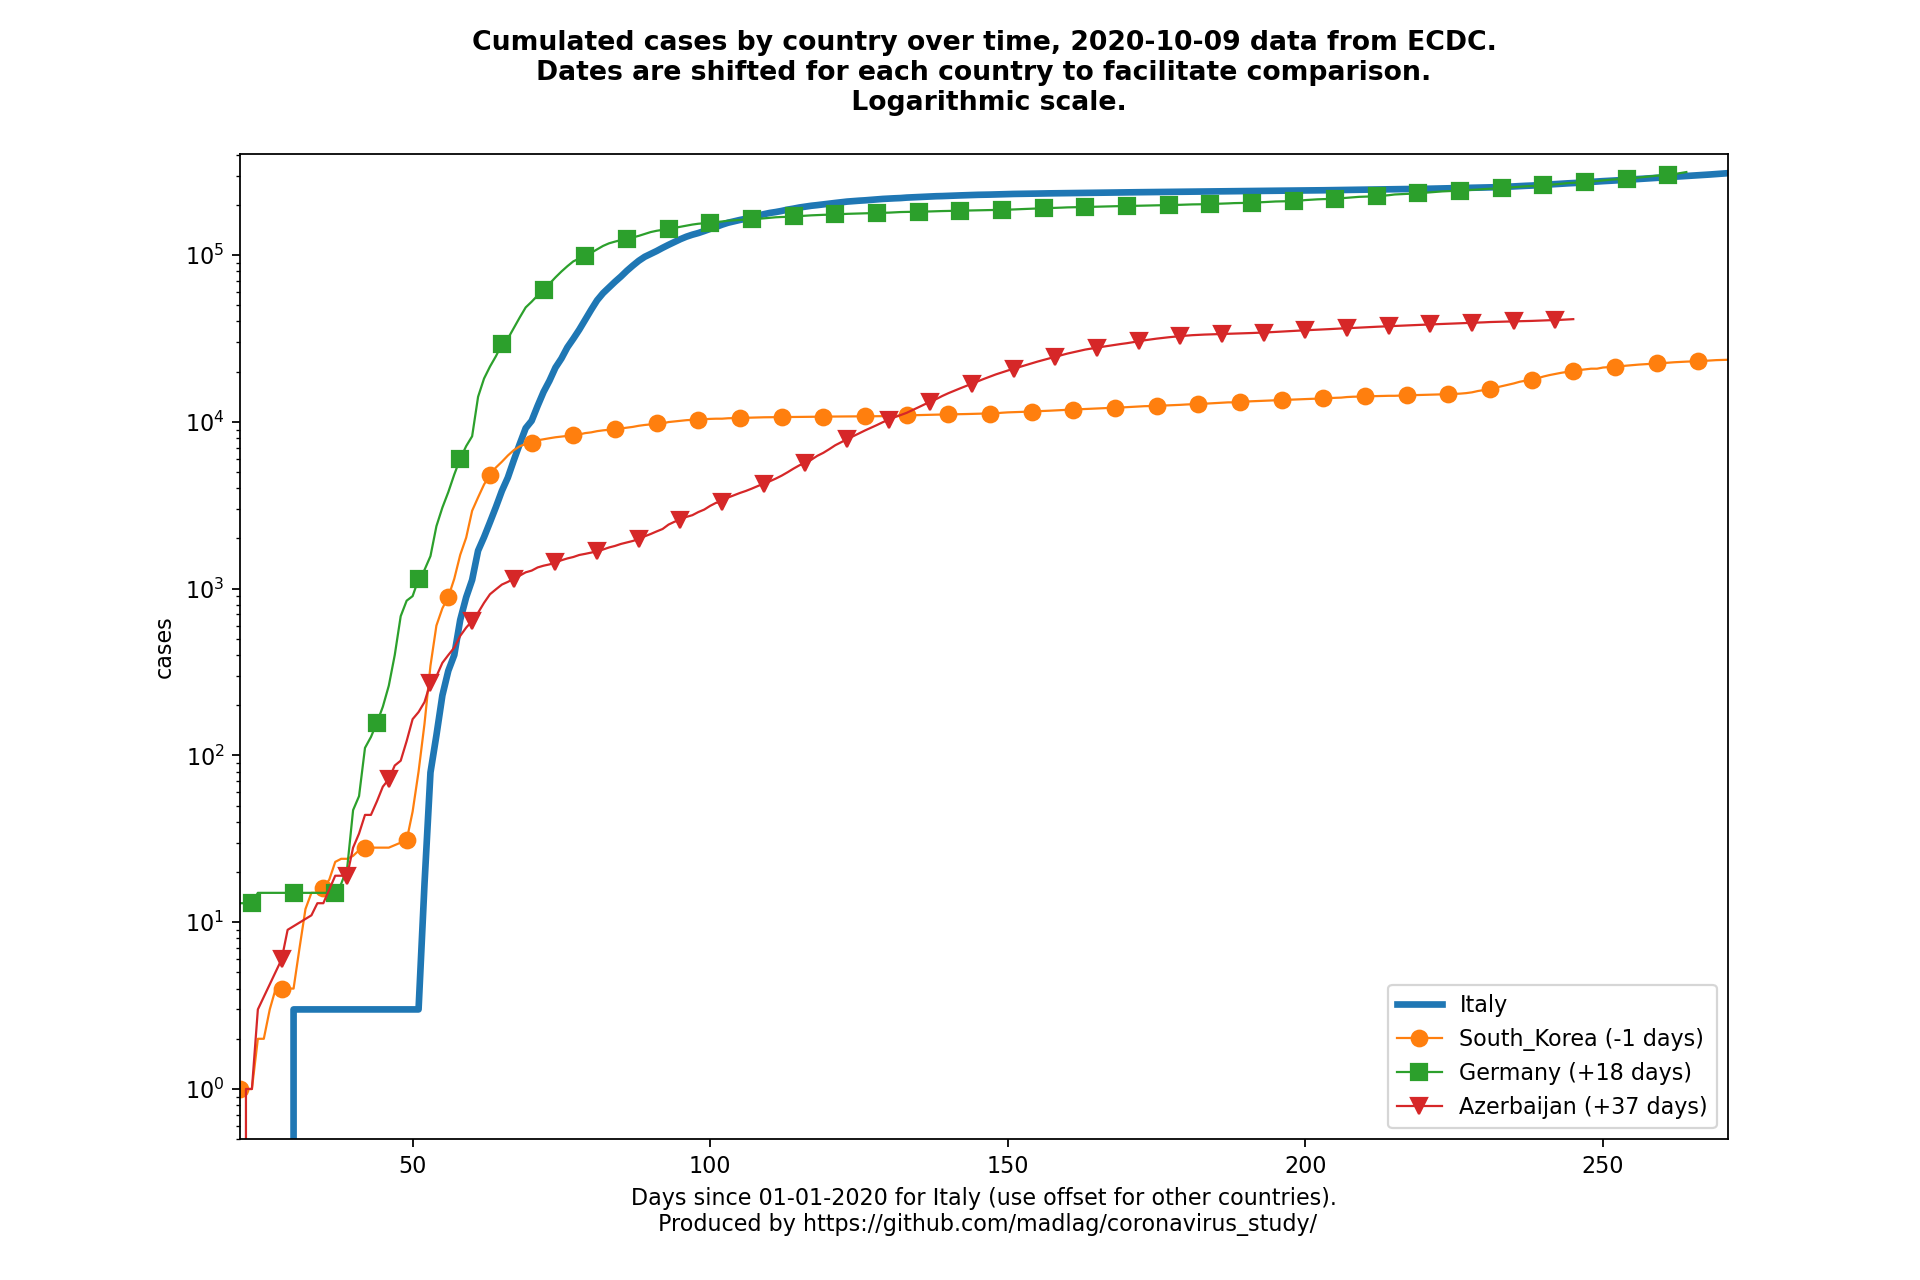 Cumulated cases by country over time, 2020-10-09 data from ECDC.
Dates are shifted for each country to facilitate comparison.
Logarithmic scale.
cases
10^5
10^4
10^3
10^2
10^1
10^0
50 100 150 200 250
Italy
South_Korea (-1 days)
Germany (+18 days)
Azerbaijan (+37 days)
Days since 01-01-2020 for Italy (use offset for other countries).
Produced by https://github.com/madlag/coronavirus_study/